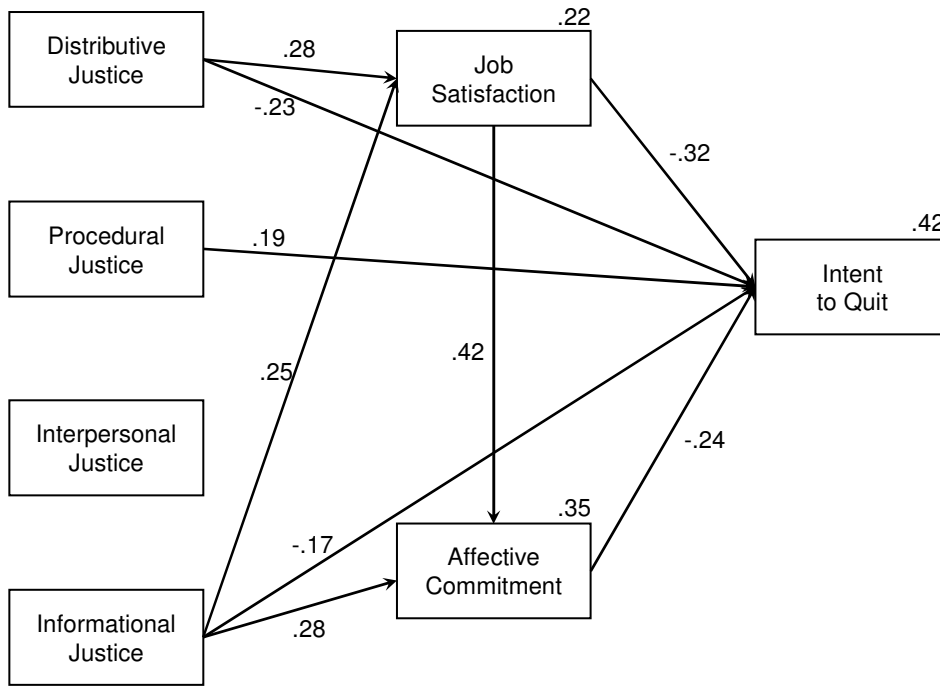 .22
Distributive
Justice
.28
Job
Satisfaction
-.23
-.32
Procedural
Justice
.19
.42
Intent
to Quit
.42
.25
Interpersonal
Justice
-.24
.35
-.17
Affective
Commitment
Informational
Justice
.28